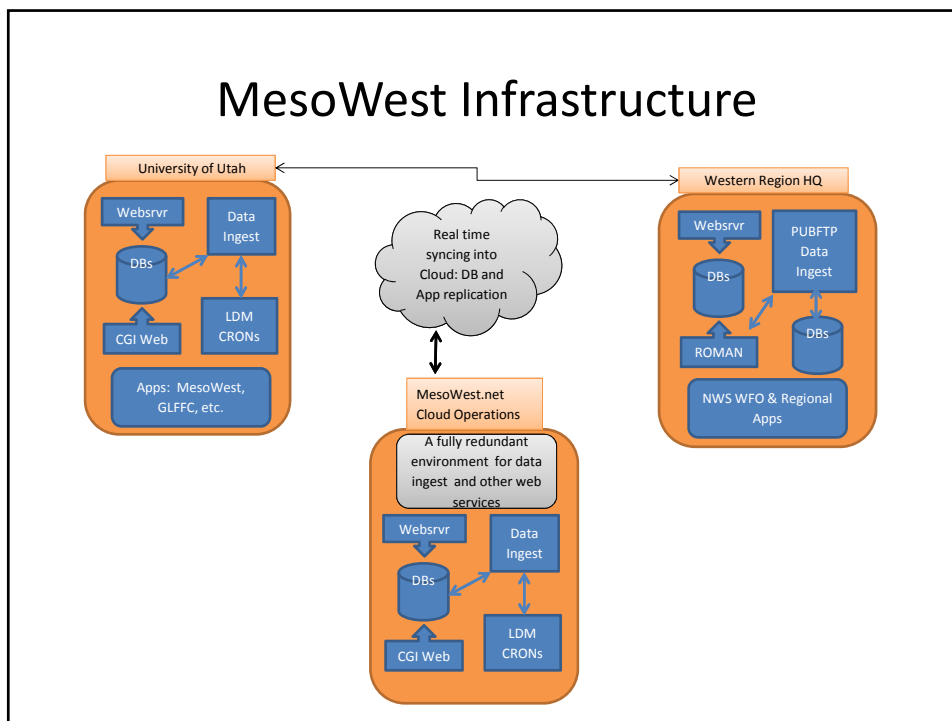 MesoWest Infrastructure
University of Utah
Websrvr
Data
Ingest
DBs
CGI Web
LDM
CRONs
Apps: MesoWest,
GLFFC, etc.
Real time
syncing into
Cloud: DB and
App replication
Western Region HQ
Websrvr
PUBFTP
Data
Ingest
DBs
ROMAN
DBs
NWS WFO & Regional
Apps
MesoWest.net
Cloud Operations
A fully redundant
environment for data
ingest and other web
services
Websrvr
Data
Ingest
DBs
CGI Web
LDM
CRONs